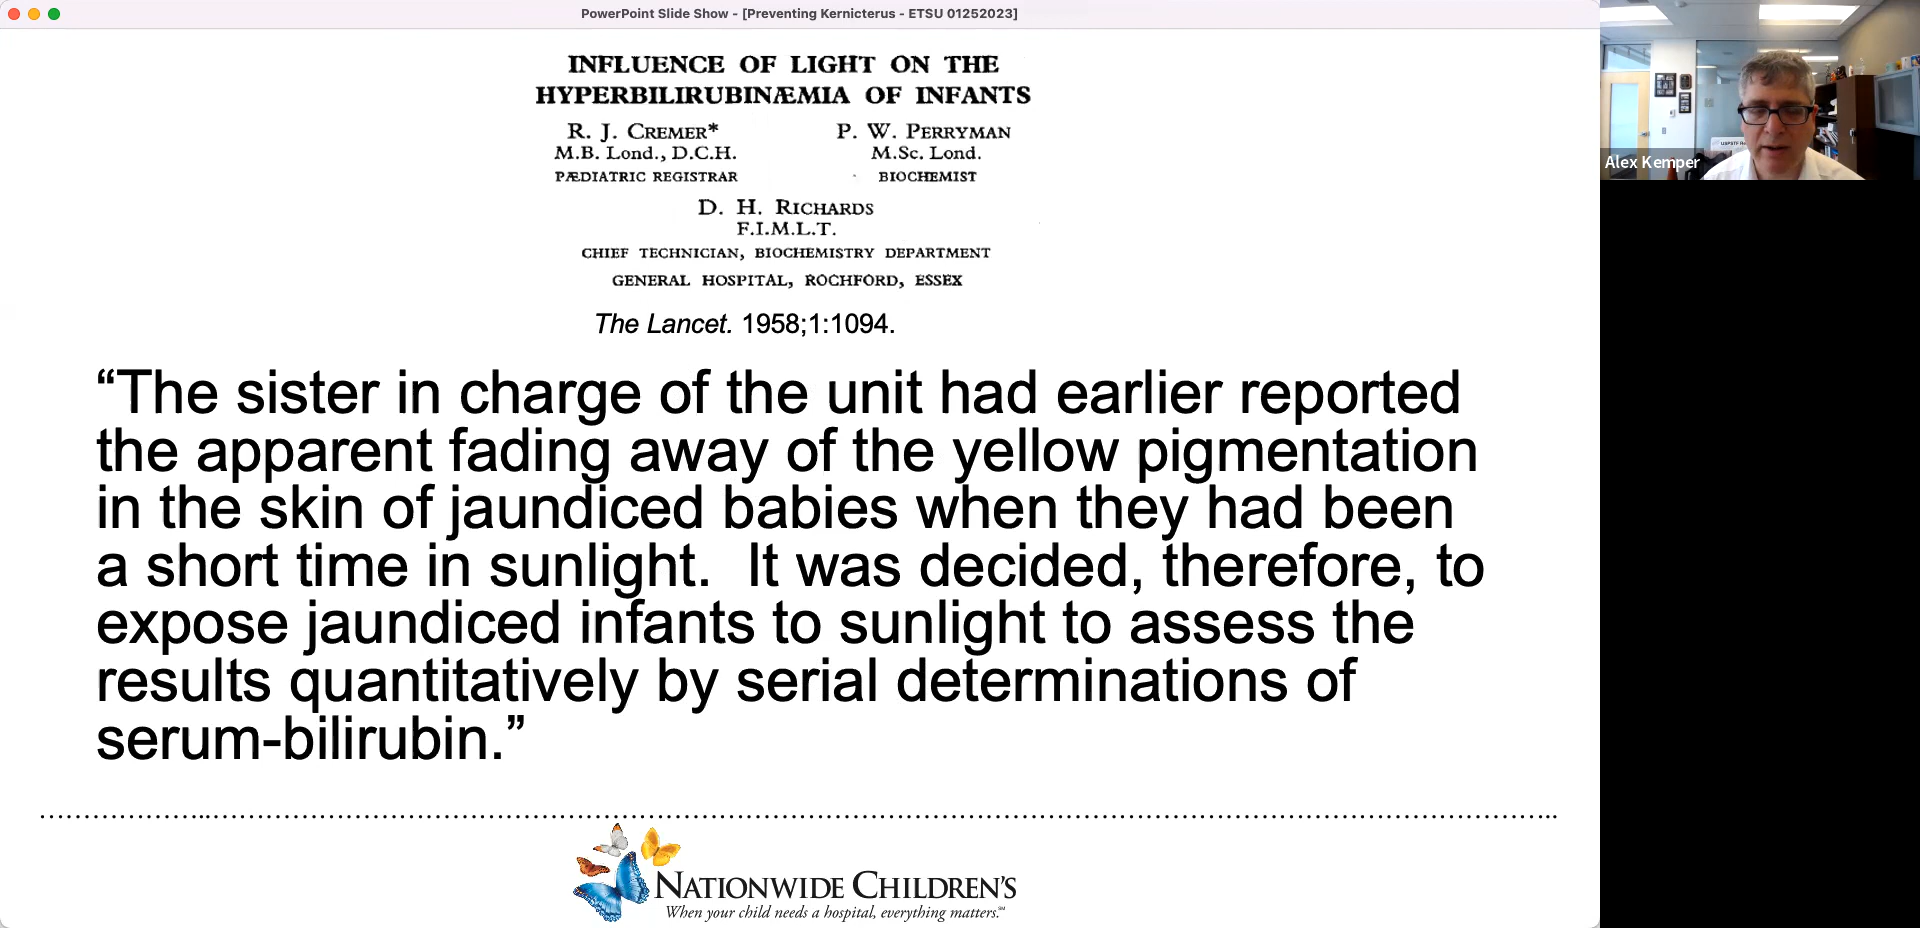 PowerPoint Slide Show - [Preventing Kernicterus - ETSU 01252023]
INFLUENCE OF LIGHT ON THE
HYPERBILIRUBINÆMIA OF INFANTS
R. J. CREMER* P. W. PERRYMAN
M.B. Lond., D.C.H. M.Sc. Lond.
PÆDIATRIC REGISTRAR BIOCHEMIST
D. H. RICHARDS
F.I.M.L.T.
CHIEF TECHNICIAN, BIOCHEMISTRY DEPARTMENT
GENERAL HOSPITAL, ROCHFORD, ESSEX
The Lancet. 1958;1:1094.
“The sister in charge of the unit had earlier reported
the apparent fading away of the yellow pigmentation
in the skin of jaundiced babies when they had been
a short time in sunlight.  It was decided, therefore, to
expose jaundiced infants to sunlight to assess the
results quantitatively by serial determinations of
serum-bilirubin.”
NATIONWIDE CHILDREN'S
When your child needs a hospital, everything matters.℠
Alex Kemper